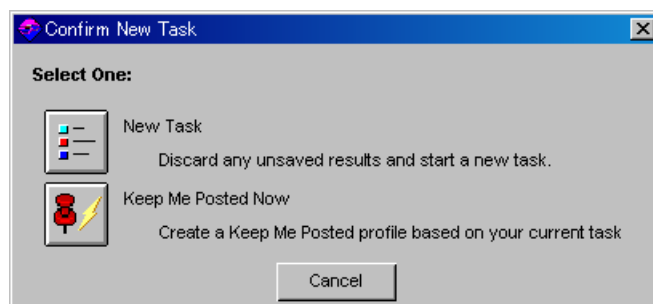 Confirm New Task
Select One:
New Task
Discard any unsaved results and start a new task.
Keep Me Posted Now
Create a Keep Me Posted profile based on your current task
Cancel